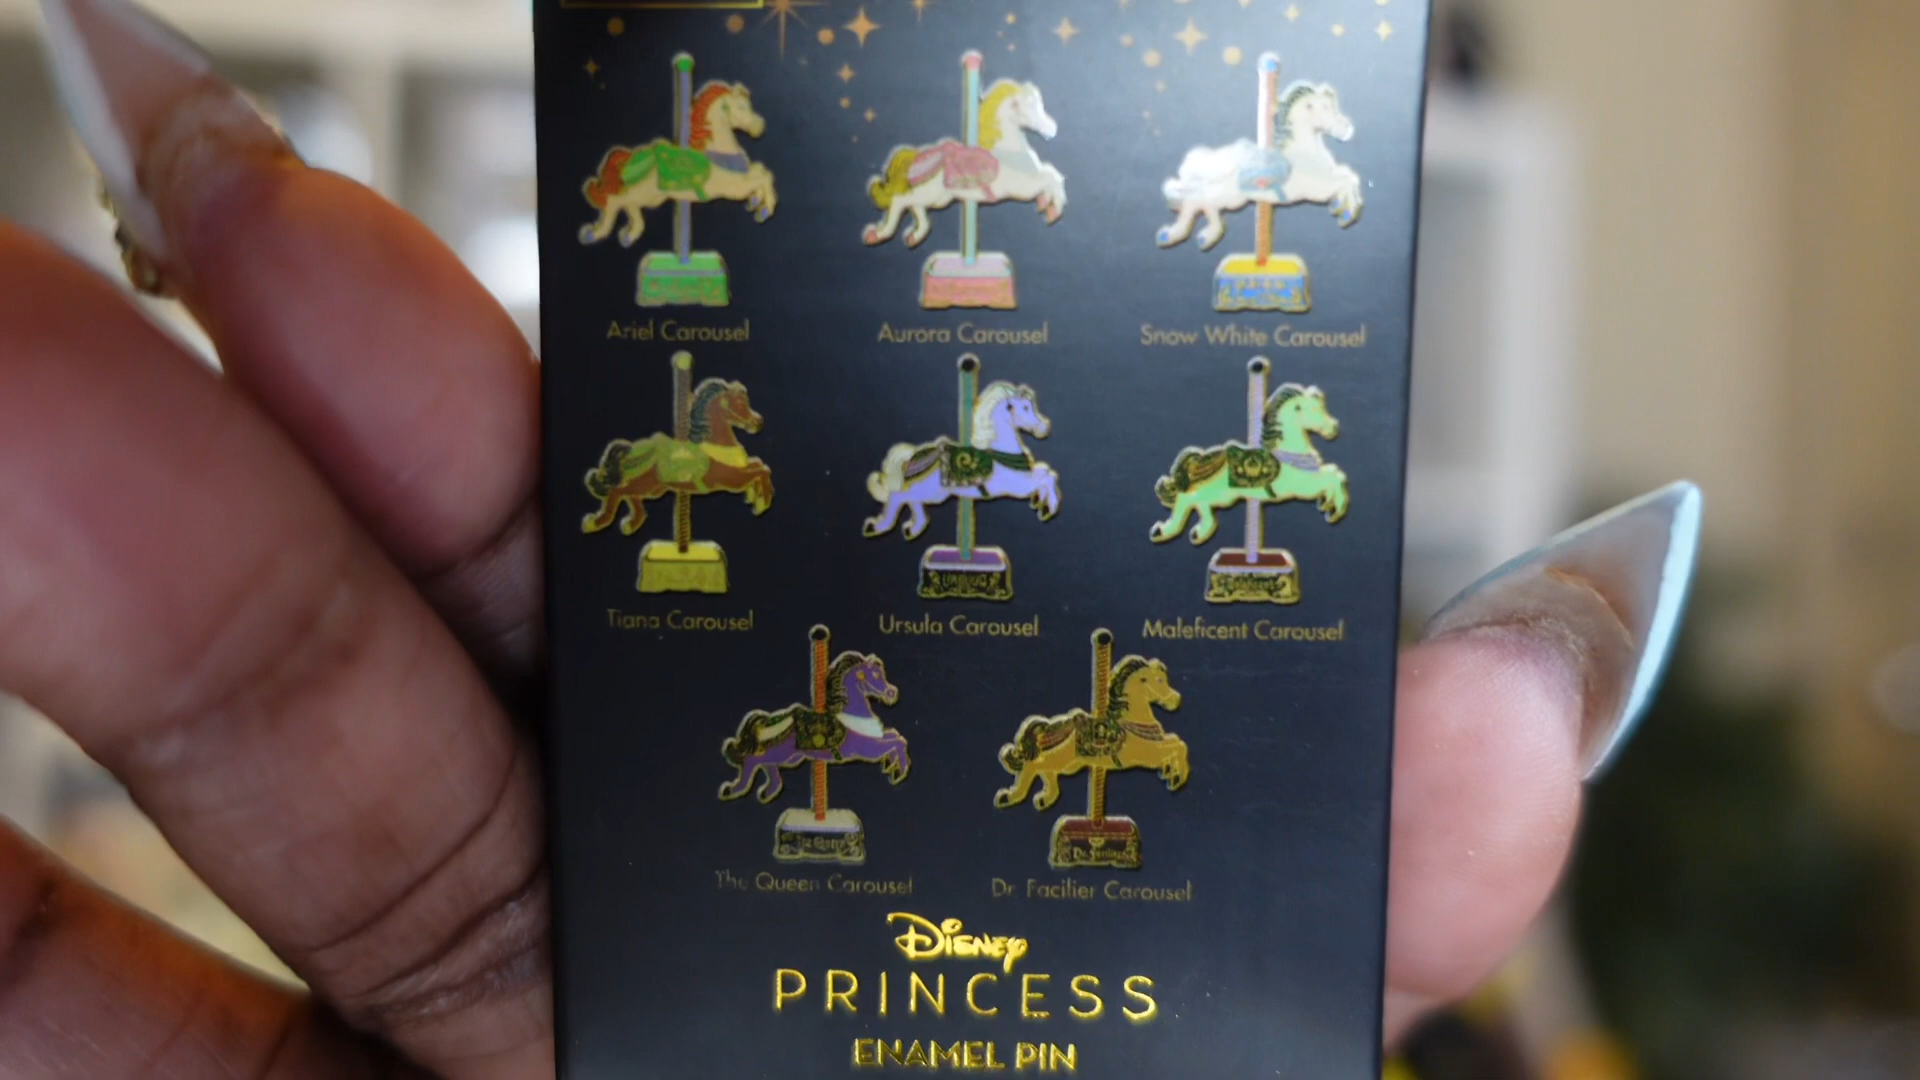 Ariel Carousel
Aurora Carousel
Snow White Carousel
Tiana Carousel
Ursula Carousel
Maleficent Carousel
The Queen Carousel
Dr. Facilier Carousel
Disney
PRINCESS
ENAMEL PIN